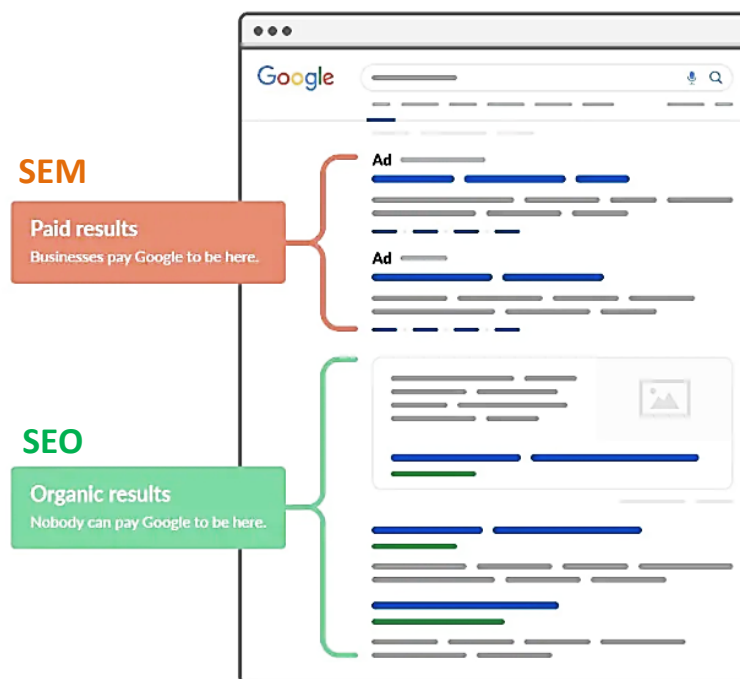 Google
SEM
Paid results
Businesses pay Google to be here.
Ad
Ad
SEO
Organic results
Nobody can pay Google to be here.